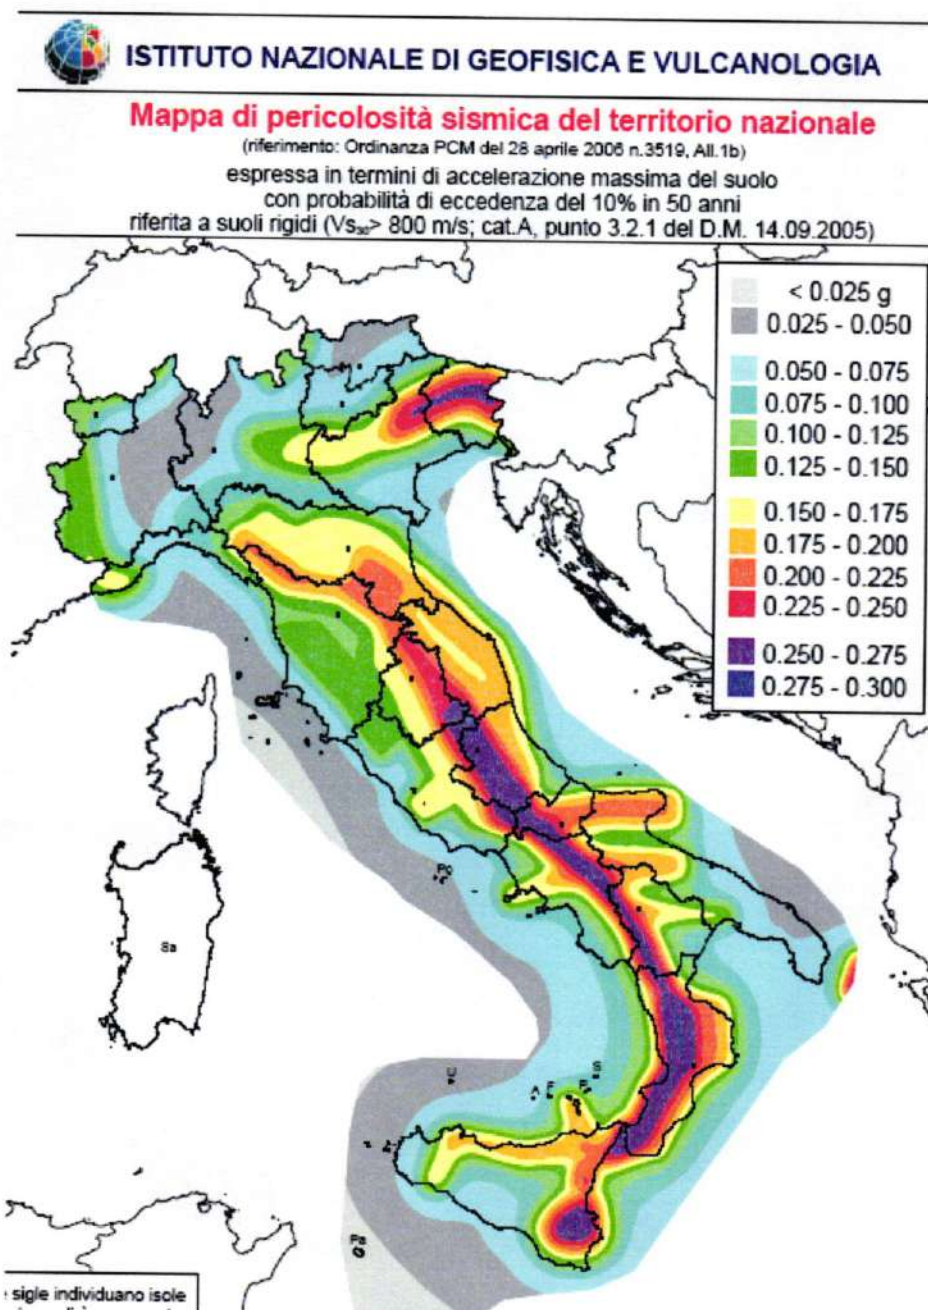 ISTITUTO NAZIONALE DI GEOFISICA E VULCANOLOGIA
Mappa di pericolosità sismica del territorio nazionale
(riferimento: Ordinanza PCM del 28 aprile 2006 n.3519, All.1b)
espressa in termini di accelerazione massima del suolo
con probabilità di eccedenza del 10% in 50 anni
riferita a suoli rigidi (Vs₃₀> 800 m/s; cat.A, punto 3.2.1 del D.M. 14.09.2005)
< 0.025 g
0.025 - 0.050
0.050 - 0.075
0.075 - 0.100
0.100 - 0.125
0.125 - 0.150
0.150 - 0.175
0.175 - 0.200
0.200 - 0.225
0.225 - 0.250
0.250 - 0.275
0.275 - 0.300
Sa
Pa
sigle individuano isole